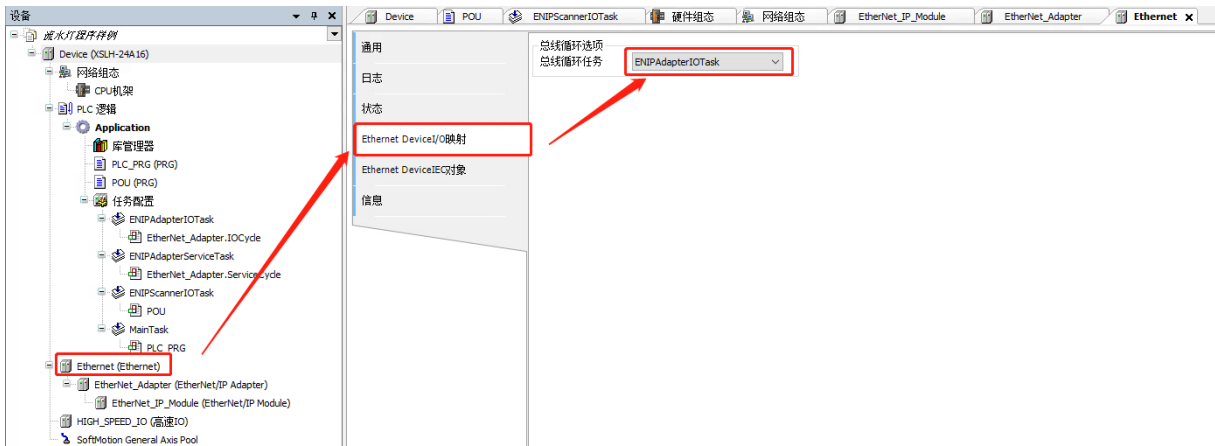 设备
流水灯程序样例
Device (XSLH-24A16)
网络组态
CPU机架
PLC 逻辑
Application
库管理器
PLC_PRG (PRG)
POU (PRG)
任务配置
ENIPAdapterIOTask
EtherNet_Adapter.IOCycle
ENIPAdapterServiceTask
EtherNet_Adapter.ServiceCycle
ENIPScannerIOTask
POU
MainTask
PLC_PRG
Ethernet (Ethernet)
EtherNet_Adapter (EtherNet/IP Adapter)
EtherNet_IP_Module (EtherNet/IP Module)
HIGH_SPEED_IO (高速IO)
SoftMotion General Axis Pool
Device POU ENIPScannerIOTask 硬件组态 网络组态 EtherNet_IP_Module EtherNet_Adapter Ethernet
通用
日志
状态
Ethernet DeviceI/O映射
Ethernet DeviceIEC对象
信息
总线循环选项
总线循环任务 ENIPAdapterIOTask